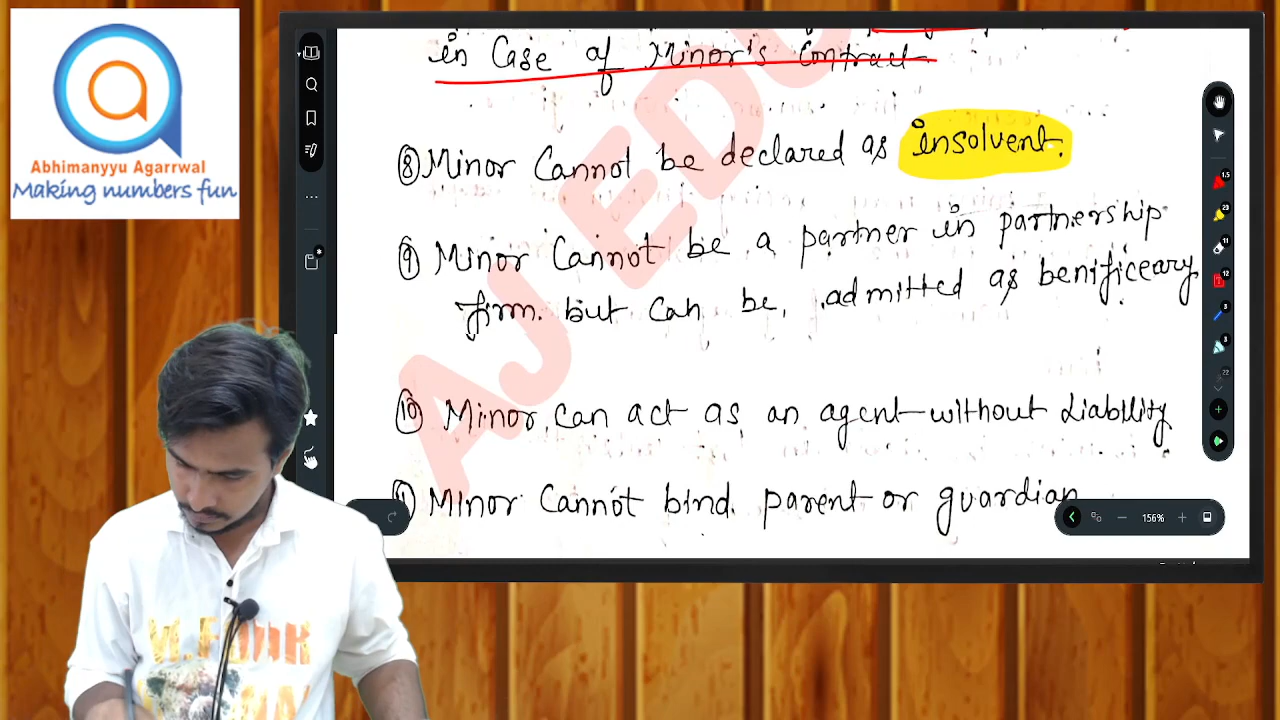 Abhimanyyu Agarrwal
Making numbers fun
in Case of Minor's Contract
⑧ Minor Cannot be declared as insolvent.
⑨ Minor Cannot be a partner in partnership
firm. but Can be admitted as benificeary
⑩ Minor can act as an agent without Liability
Minor Cannot bind parent or guardian
156%
AJ EDU